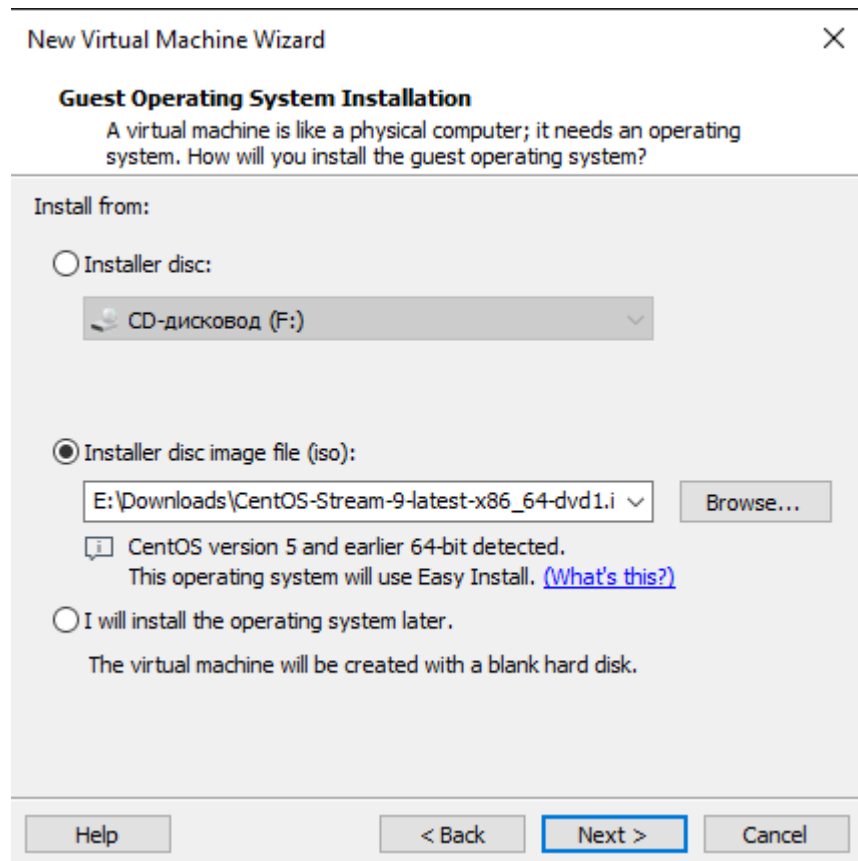 New Virtual Machine Wizard
Guest Operating System Installation
A virtual machine is like a physical computer; it needs an operating
system. How will you install the guest operating system?
Install from:
Installer disc:
CD-дисковод (F:)
Installer disc image file (iso):
E:\Downloads\CentOS-Stream-9-latest-x86_64-dvd1.i
Browse...
CentOS version 5 and earlier 64-bit detected.
This operating system will use Easy Install. (What's this?)
I will install the operating system later.
The virtual machine will be created with a blank hard disk.
Help < Back Next > Cancel